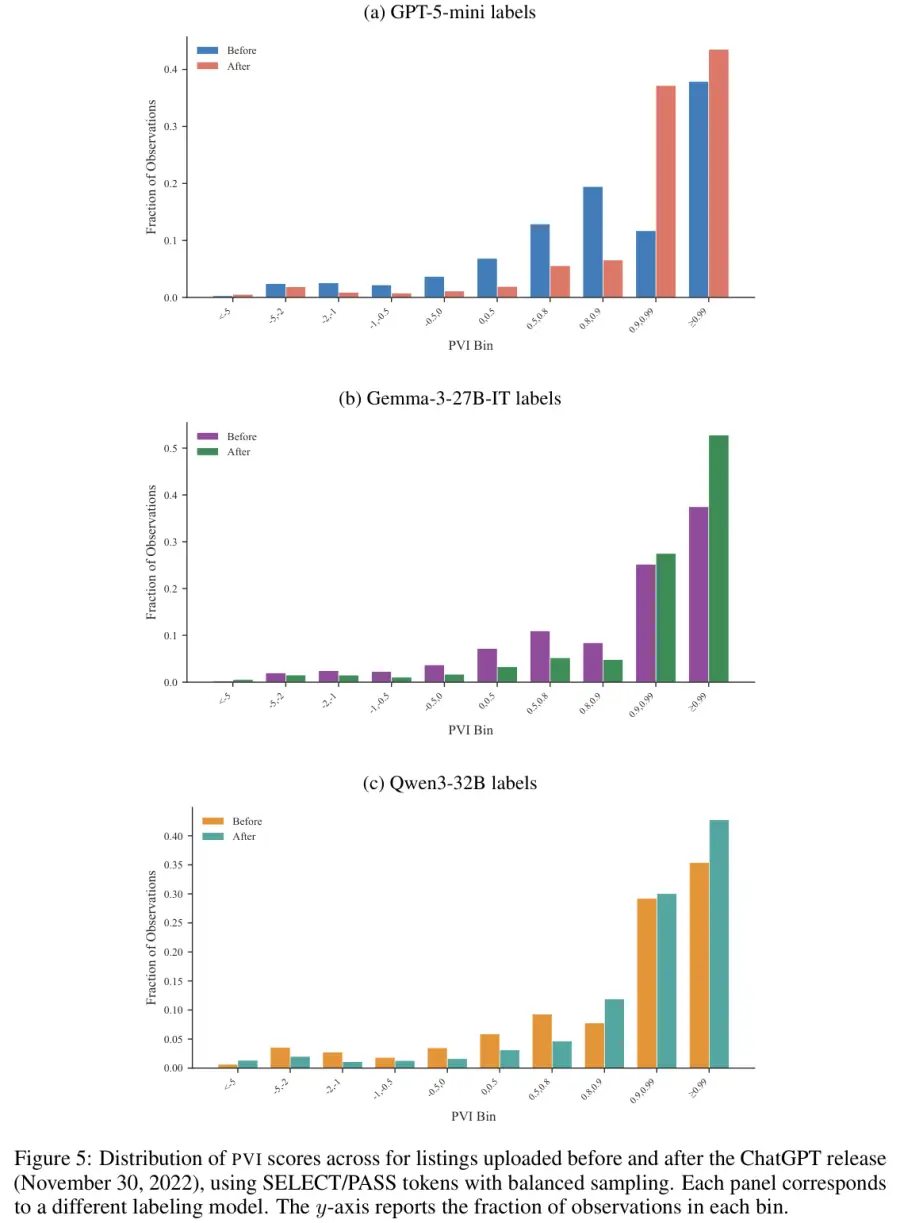 (a) GPT-5-mini labels
Before
After
0.4
0.3
0.2
0.1
0.0
Fraction of Observations
<-5
-5,-2
-2,-1
-1,-0.5
-0.5,0
0,0.5
0.5,0.8
0.8,0.9
0.9,0.99
≥0.99
PVI Bin
(b) Gemma-3-27B-IT labels
Before
After
0.5
0.4
0.3
0.2
0.1
0.0
Fraction of Observations
<-5
-5,-2
-2,-1
-1,-0.5
-0.5,0
0,0.5
0.5,0.8
0.8,0.9
0.9,0.99
≥0.99
PVI Bin
(c) Qwen3-32B labels
Before
After
0.40
0.35
0.30
0.25
0.20
0.15
0.10
0.05
0.00
Fraction of Observations
<-5
-5,-2
-2,-1
-1,-0.5
-0.5,0
0,0.5
0.5,0.8
0.8,0.9
0.9,0.99
≥0.99
PVI Bin
Figure 5: Distribution of PVI scores across for listings uploaded before and after the ChatGPT release
(November 30, 2022), using SELECT/PASS tokens with balanced sampling. Each panel corresponds
to a different labeling model. The y-axis reports the fraction of observations in each bin.